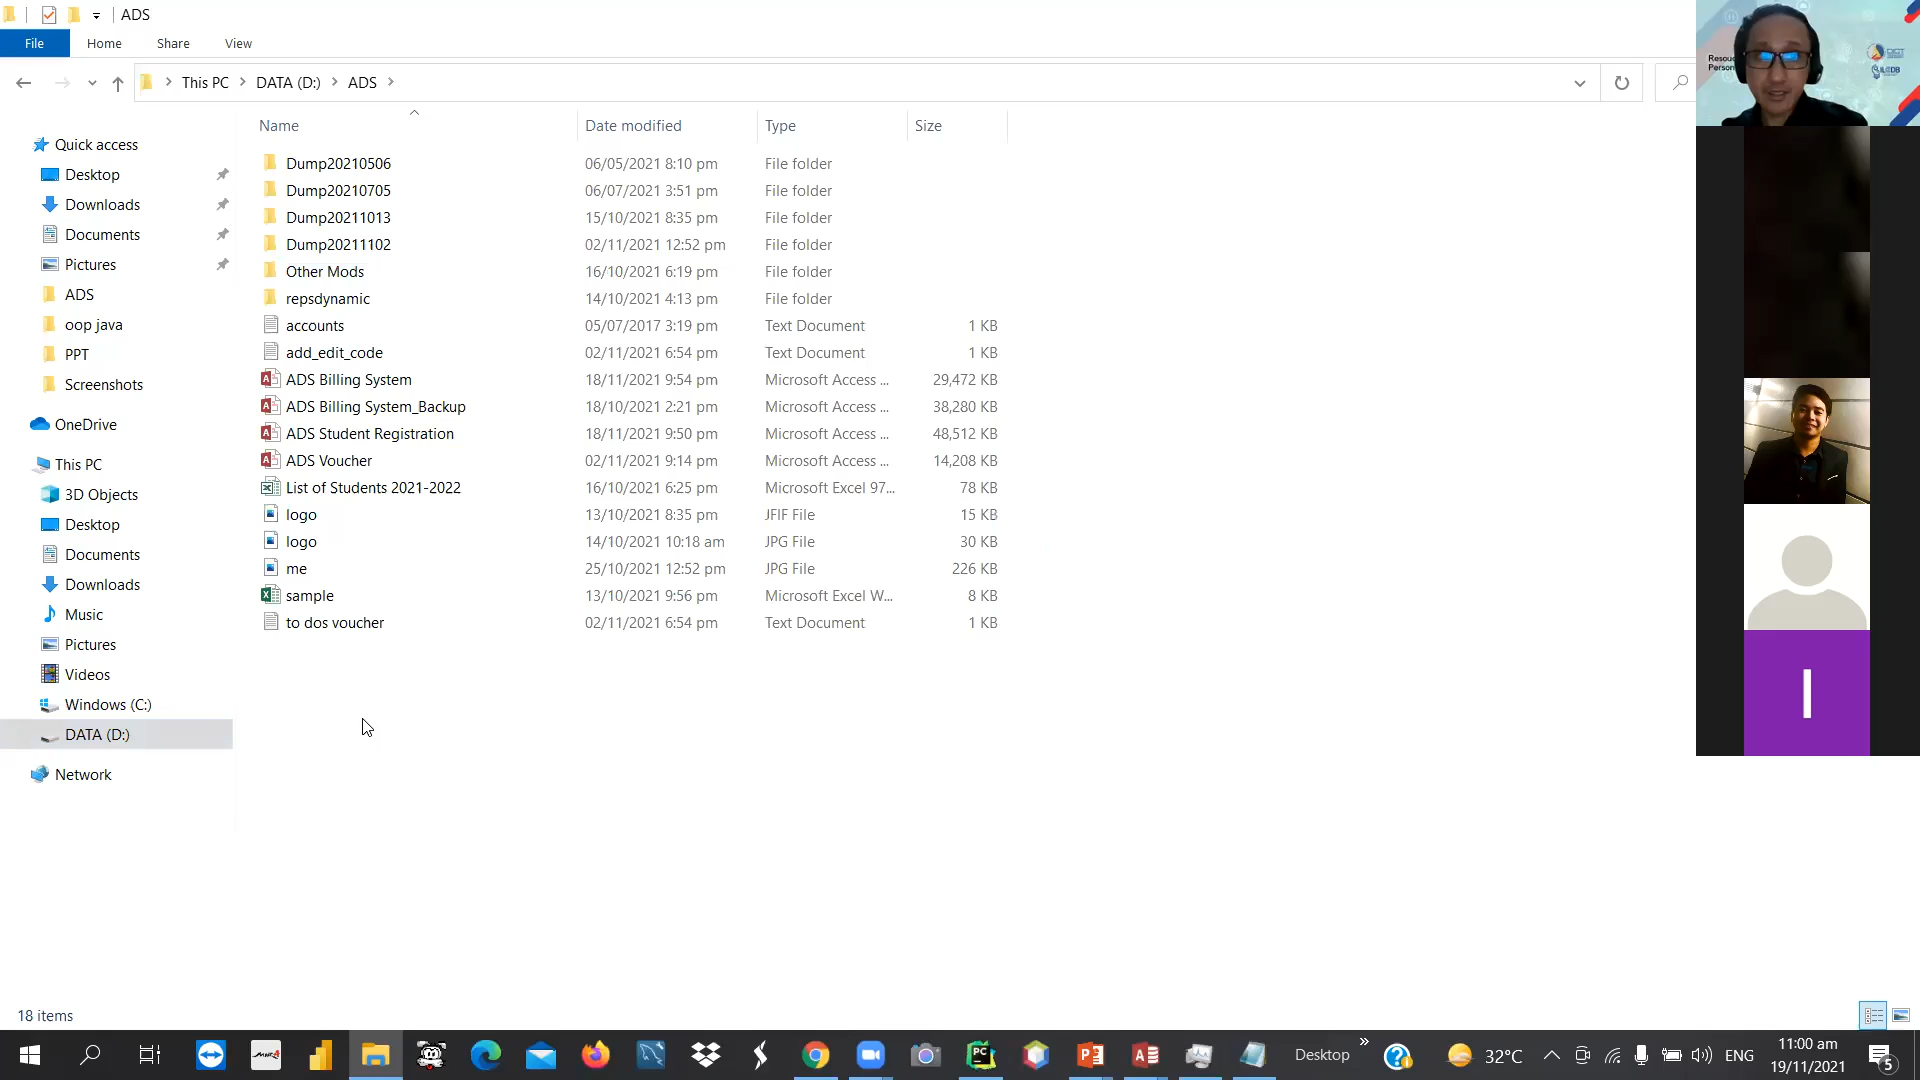 ADS
File Home Share View
This PC DATA (D:) ADS
Name Date modified Type Size
Quick access
Desktop
Downloads
Documents
Pictures
ADS
oop java
PPT
Screenshots
OneDrive
This PC
3D Objects
Desktop
Documents
Downloads
Music
Pictures
Videos
Windows (C:)
DATA (D:)
Network
Dump20210506 06/05/2021 8:10 pm File folder
Dump20210705 06/07/2021 3:51 pm File folder
Dump20211013 15/10/2021 8:35 pm File folder
Dump20211102 02/11/2021 12:52 pm File folder
Other Mods 16/10/2021 6:19 pm File folder
repsdynamic 14/10/2021 4:13 pm File folder
accounts 05/07/2017 3:19 pm Text Document 1 KB
add_edit_code 02/11/2021 6:54 pm Text Document 1 KB
ADS Billing System 18/11/2021 9:54 pm Microsoft Access ... 29,472 KB
ADS Billing System_Backup 18/10/2021 2:21 pm Microsoft Access ... 38,280 KB
ADS Student Registration 18/11/2021 9:50 pm Microsoft Access ... 48,512 KB
ADS Voucher 02/11/2021 9:14 pm Microsoft Access ... 14,208 KB
List of Students 2021-2022 16/10/2021 6:25 pm Microsoft Excel 97... 78 KB
logo 13/10/2021 8:35 pm JFIF File 15 KB
logo 14/10/2021 10:18 am JPG File 30 KB
me 25/10/2021 12:52 pm JPG File 226 KB
sample 13/10/2021 9:56 pm Microsoft Excel W... 8 KB
to dos voucher 02/11/2021 6:54 pm Text Document 1 KB
I
18 items
Desktop 32°C ENG 11:00 am
19/11/2021
5